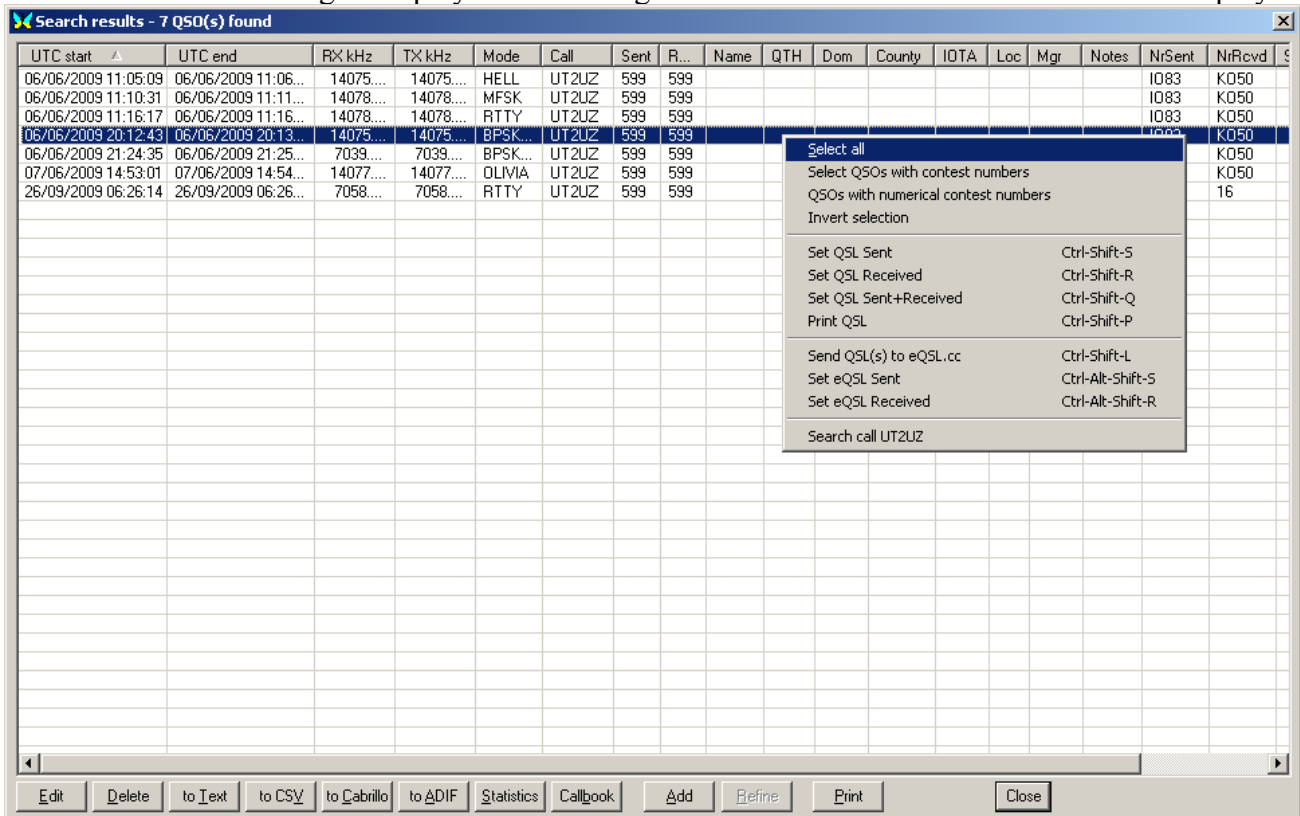 Search results - 7 QSO(s) found
UTC start UTC end RX kHz TX kHz Mode Call Sent R... Name QTH Dom County IOTA Loc Mgr Notes NrSent NrRcvd
06/06/2009 11:05:09 06/06/2009 11:06... 14075.... 14075.... HELL UT2UZ 599 599 IO83 KO50
06/06/2009 11:10:31 06/06/2009 11:11... 14078.... 14078.... MFSK UT2UZ 599 599 IO83 KO50
06/06/2009 11:16:17 06/06/2009 11:16... 14078.... 14078.... RTTY UT2UZ 599 599 IO83 KO50
06/06/2009 20:12:43 06/06/2009 20:13... 14075.... 14075.... BPSK... UT2UZ 599 599 KO50
06/06/2009 21:24:35 06/06/2009 21:25... 7039.... 7039.... BPSK... UT2UZ 599 599 KO50
07/06/2009 14:53:01 07/06/2009 14:54... 14077.... 14077.... OLIVIA UT2UZ 599 599 KO50
26/09/2009 06:26:14 26/09/2009 06:26... 7058.... 7058.... RTTY UT2UZ 599 599 16
Select all
Select QSOs with contest numbers
QSOs with numerical contest numbers
Invert selection
Set QSL Sent Ctrl-Shift-S
Set QSL Received Ctrl-Shift-R
Set QSL Sent+Received Ctrl-Shift-Q
Print QSL Ctrl-Shift-P
Send QSL(s) to eQSL.cc Ctrl-Shift-L
Set eQSL Sent Ctrl-Alt-Shift-S
Set eQSL Received Ctrl-Alt-Shift-R
Search call UT2UZ
Edit Delete to Text to CSV to Cabrillo to ADIF Statistics Callbook Add Refine Print Close